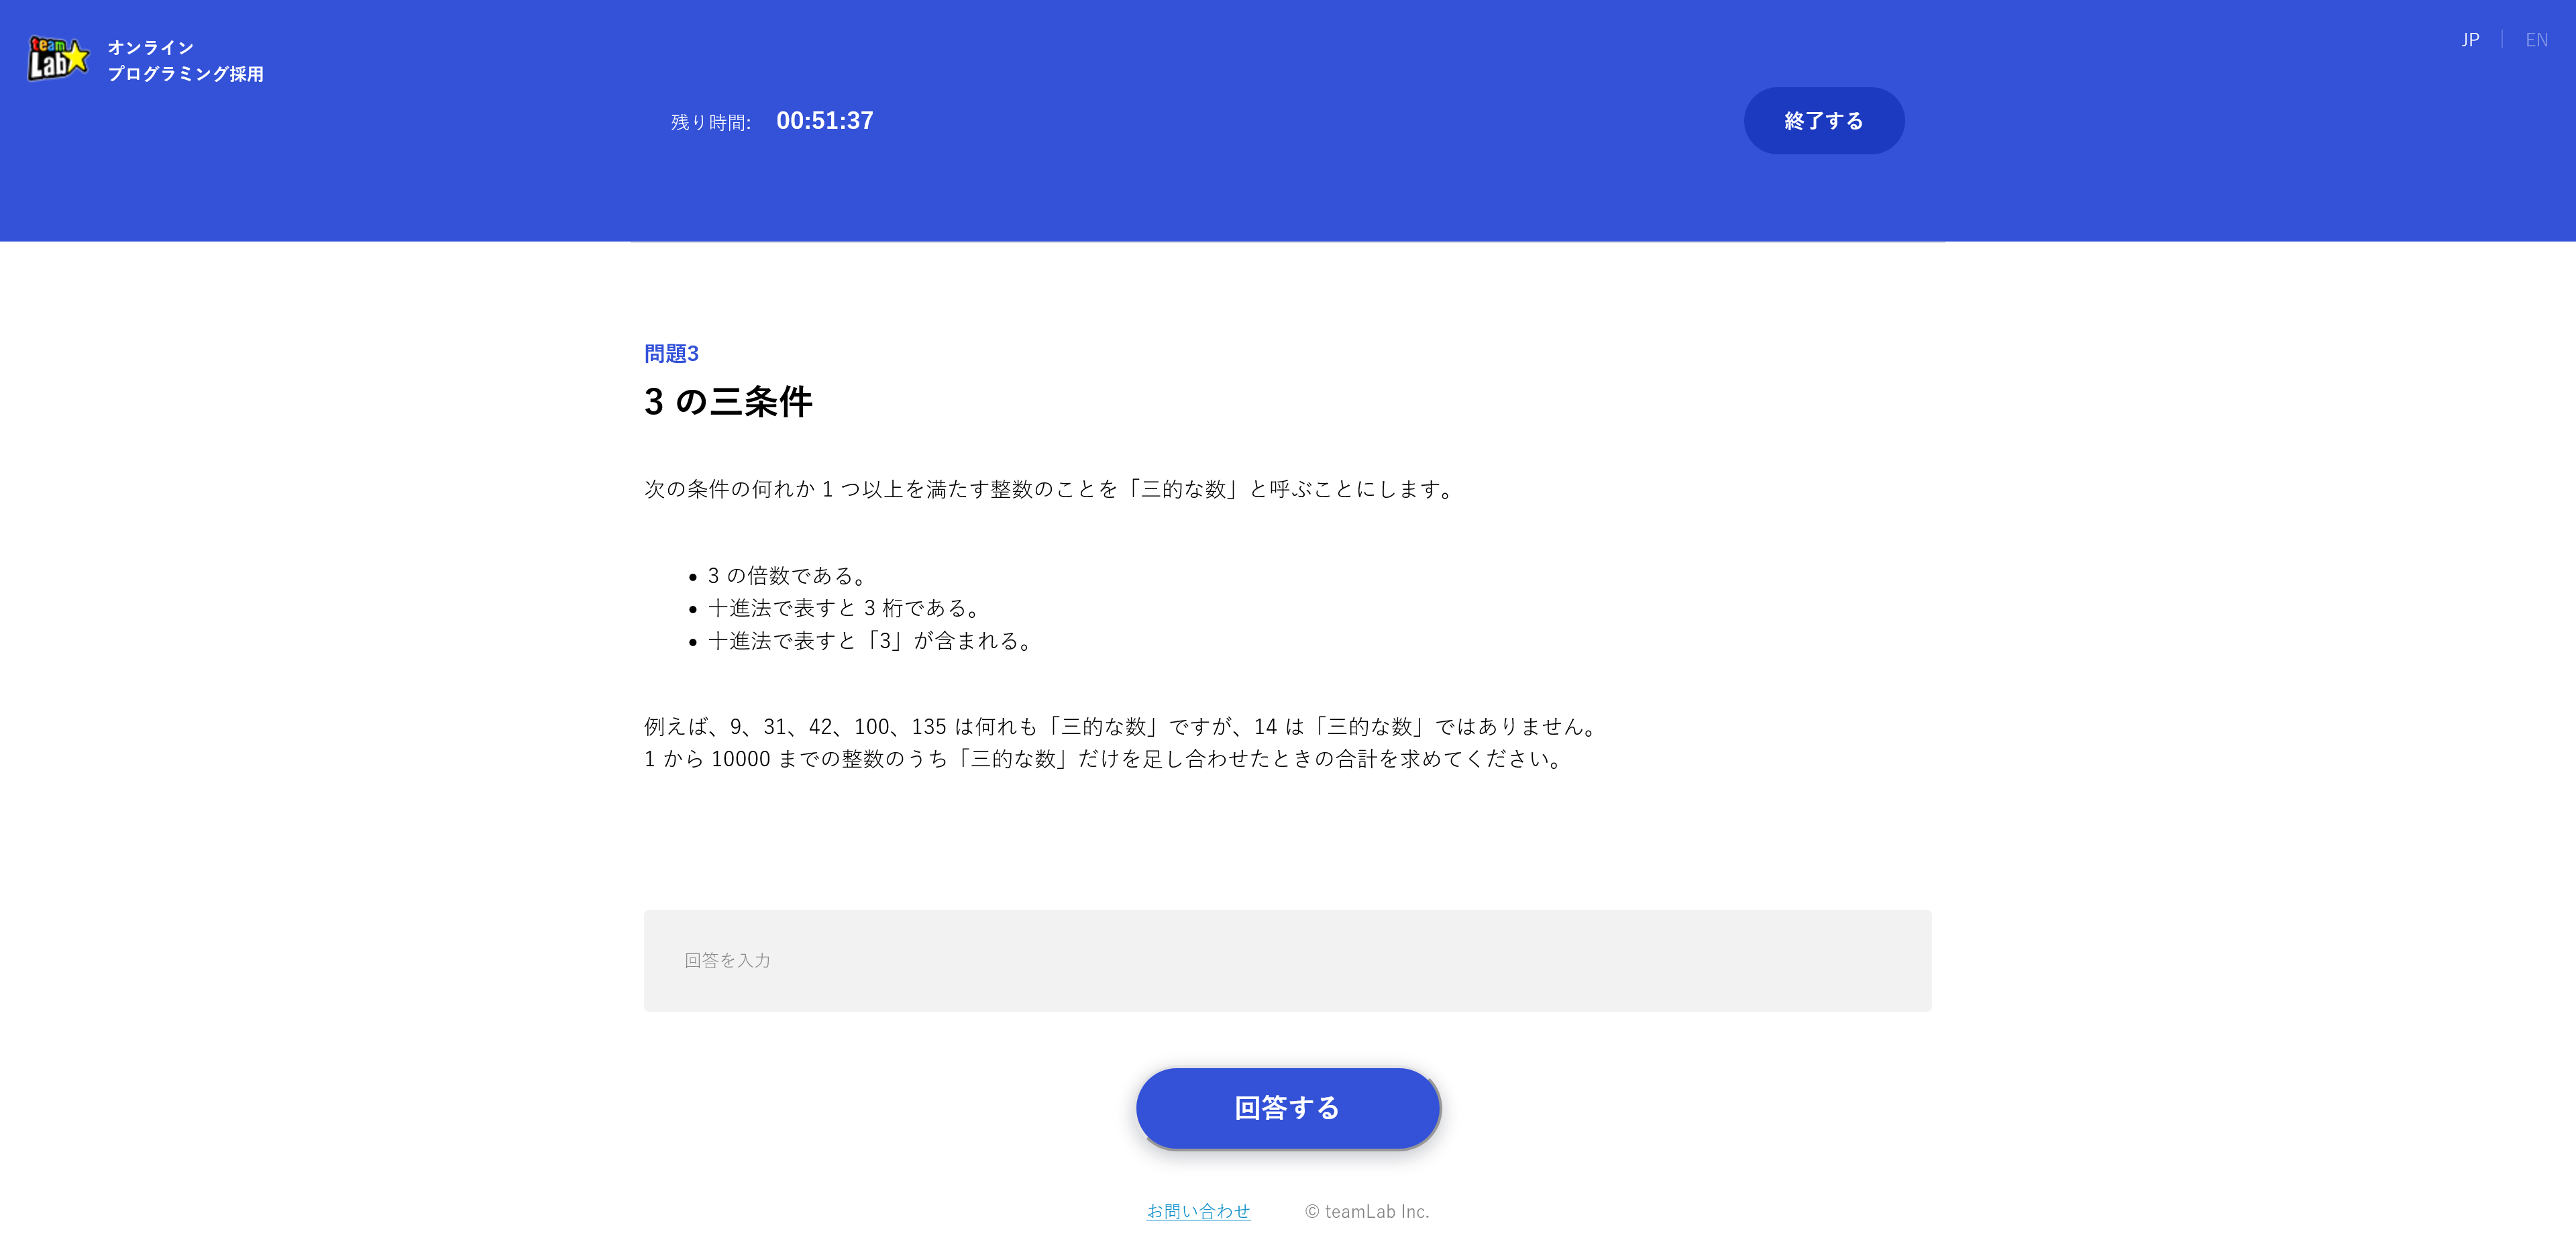 team
Lab
オンライン
プログラミング採用
JP
EN
残り時間:
00:51:37
終了する
問題3
3 の三条件
次の条件の何れか 1 つ以上を満たす整数のことを「三的な数」と呼ぶことにします。
3 の倍数である。
十進法で表すと 3 桁である。
十進法で表すと「3」が含まれる。
例えば、9、31、42、100、135 は何れも「三的な数」ですが、14 は「三的な数」ではありません。
1 から 10000 までの整数のうち「三的な数」だけを足し合わせたときの合計を求めてください。
回答を入力
回答する
お問い合わせ
© teamLab Inc.